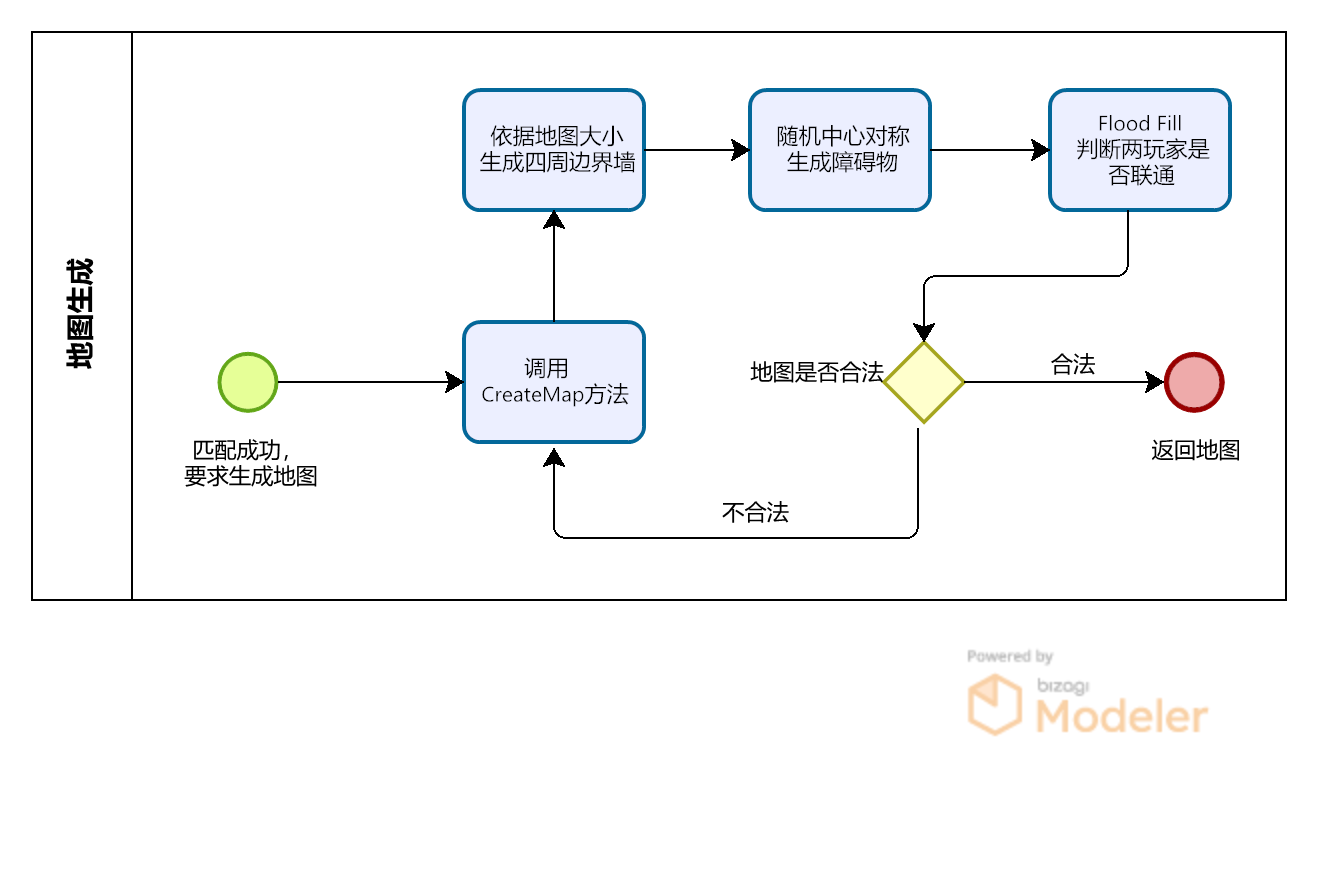 地图生成
依据地图大小
生成四周边界墙
随机中心对称
生成障碍物
Flood Fill
判断两玩家是
否联通
调用
CreateMap方法
地图是否合法
合法
匹配成功，
要求生成地图
返回地图
不合法
Powered by
bizagi
Modeler